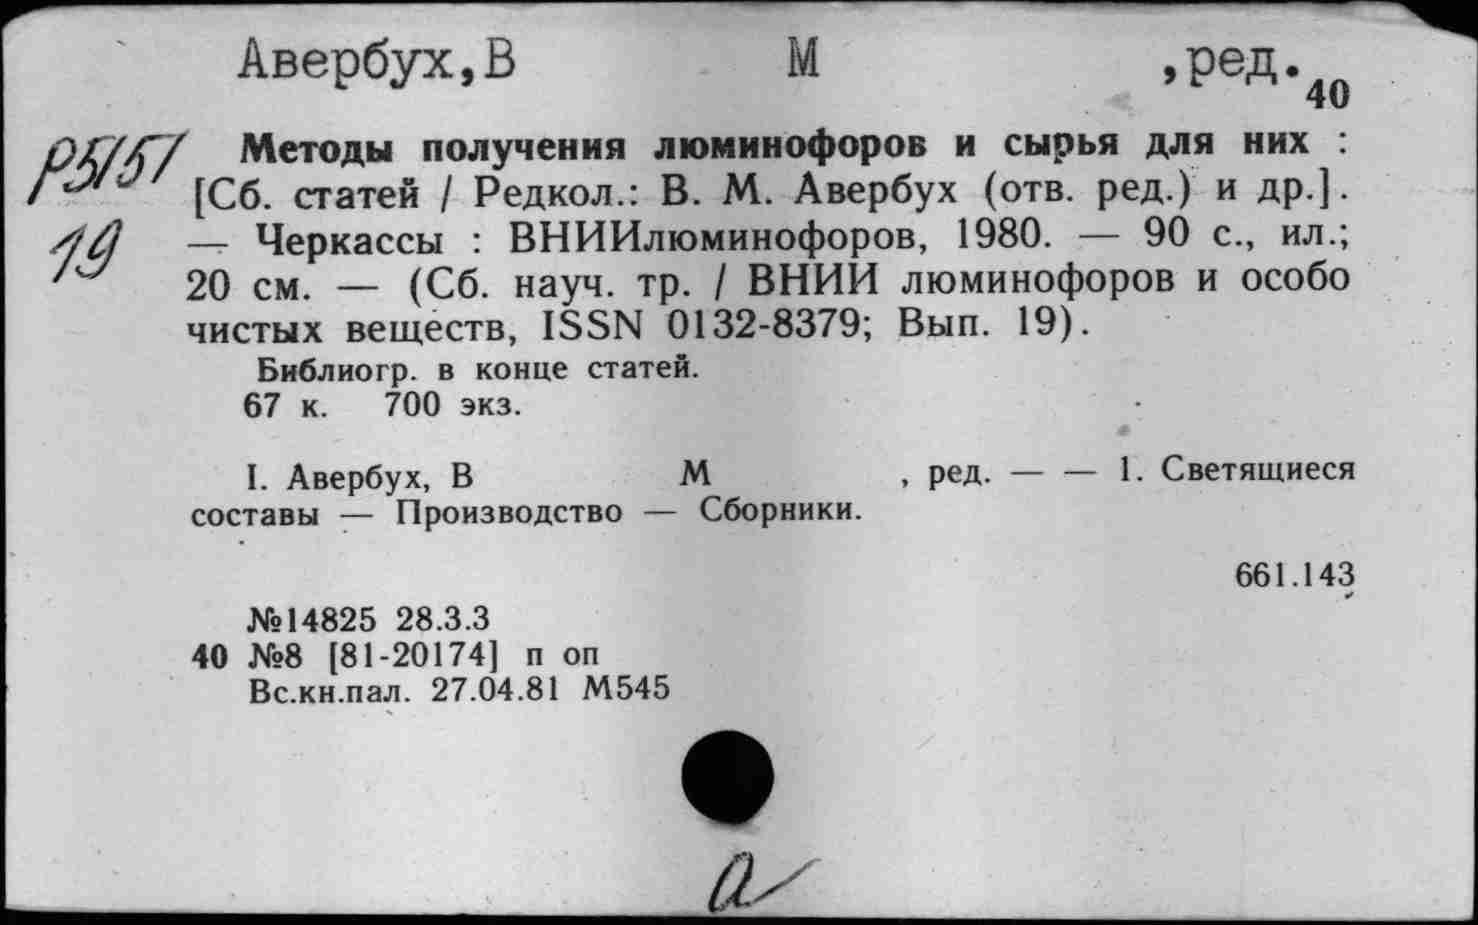 Авербух,В М ,ред.
40
Р5/57
19
Методы получения люминофоров и сырья для них :
[Сб. статей / Редкол.: В. М. Авербух (отв. ред.) и др.].
— Черкассы : ВНИИлюминофоров, 1980. — 90 с., ил.;
20 см. — (Сб. науч. тр. / ВНИИ люминофоров и особо
чистых веществ, ISSN 0132-8379; Вып. 19).
Библиогр. в конце статей.
67 к. 700 экз.
I. Авербух, В М , ред. — — 1. Светящиеся
составы — Производство — Сборники.
661.143
№14825 28.3.3
40 №8 [81-20174] п оп
Вс.кн.пал. 27.04.81 М545